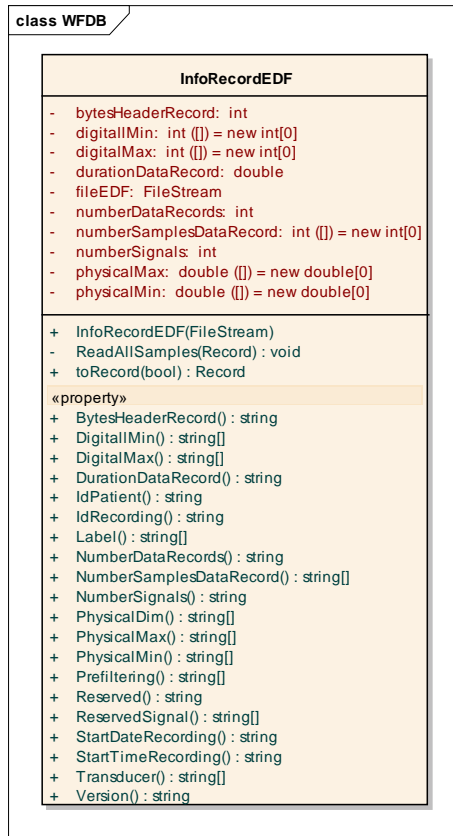 class WFDB
InfoRecordEDF
- bytesHeaderRecord: int
- digitallMin: int ([]) = new int[0]
- digitalMax: int ([]) = new int[0]
- durationDataRecord: double
- fileEDF: FileStream
- numberDataRecords: int
- numberSamplesDataRecord: int ([]) = new int[0]
- numberSignals: int
- physicalMax: double ([]) = new double[0]
- physicalMin: double ([]) = new double[0]
+ InfoRecordEDF(FileStream)
- ReadAllSamples(Record) : void
+ toRecord(bool) : Record
«property»
+ BytesHeaderRecord() : string
+ DigitallMin() : string[]
+ DigitalMax() : string[]
+ DurationDataRecord() : string
+ IdPatient() : string
+ IdRecording() : string
+ Label() : string[]
+ NumberDataRecords() : string
+ NumberSamplesDataRecord() : string[]
+ NumberSignals() : string
+ PhysicalDim() : string[]
+ PhysicalMax() : string[]
+ PhysicalMin() : string[]
+ Prefiltering() : string[]
+ Reserved() : string
+ ReservedSignal() : string[]
+ StartDateRecording() : string
+ StartTimeRecording() : string
+ Transducer() : string[]
+ Version() : string